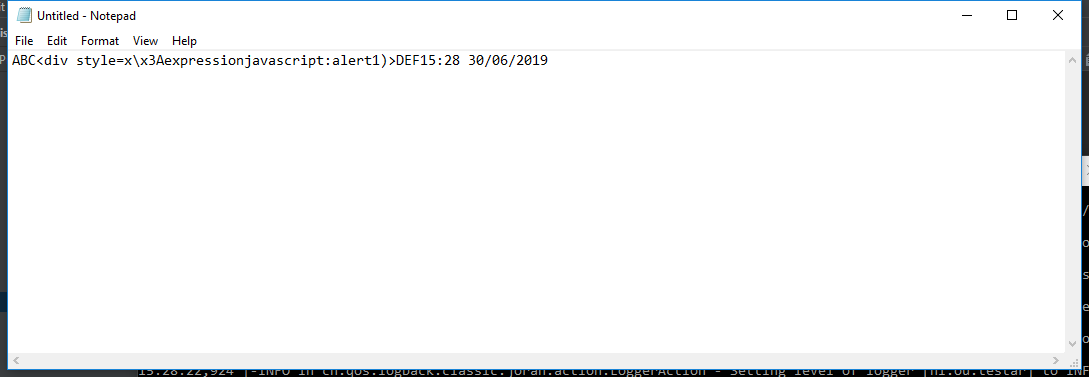 Untitled - Notepad
File Edit Format View Help
ABC<div style=x\x3Aexpressionjavascript:alert1)>DEF15:28 30/06/2019
15:28:22,924 |-INFO in ch.qos.logback.classic.joran.action.LoggerAction - Setting level of logger [nl.ou.testar] to INF